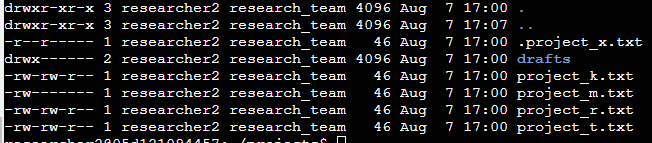 drwxr-xr-x 3 researcher2 research_team 4096 Aug  7 17:00 .
drwxr-xr-x 3 researcher2 research_team 4096 Aug  7 17:07 ..
-r--r----- 1 researcher2 research_team   46 Aug  7 17:00 .project_x.txt
drwx------ 2 researcher2 research_team 4096 Aug  7 17:00 drafts
-rw-rw-r-- 1 researcher2 research_team   46 Aug  7 17:00 project_k.txt
-rw------- 1 researcher2 research_team   46 Aug  7 17:00 project_m.txt
-rw-rw-r-- 1 researcher2 research_team   46 Aug  7 17:00 project_r.txt
-rw-rw-r-- 1 researcher2 research_team   46 Aug  7 17:00 project_t.txt